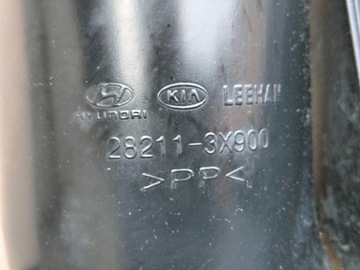 HYUNDAI KIA LEEHAN
28211-3X900
>PP<